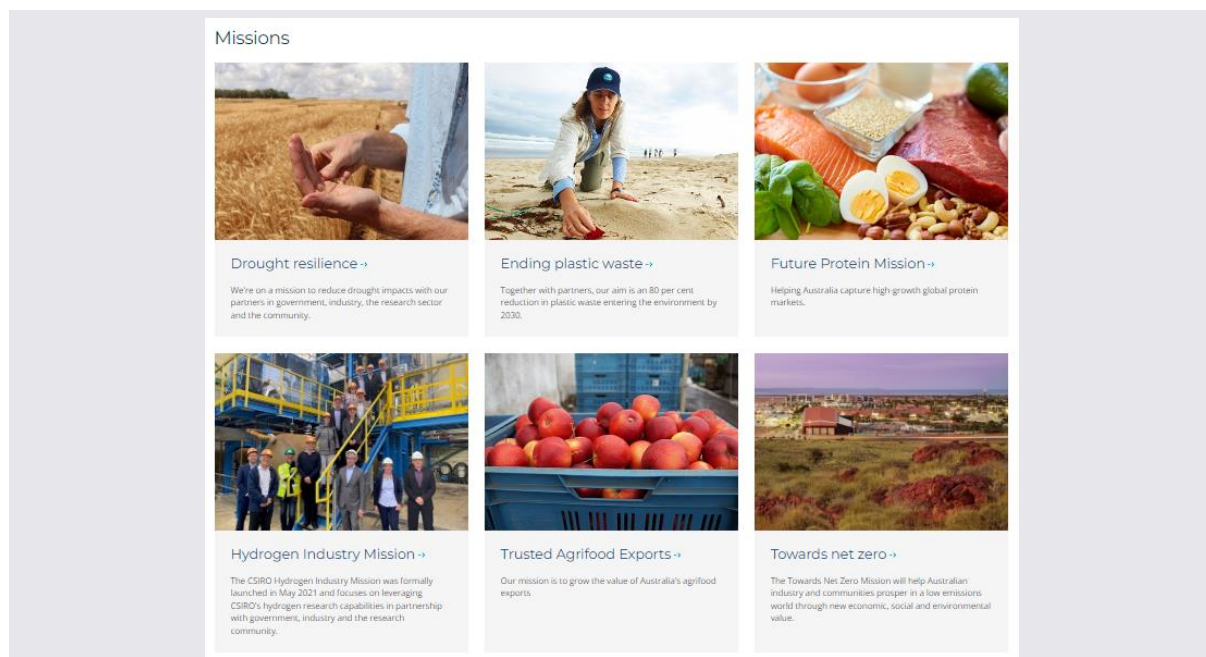 Missions
Drought resilience →
We're on a mission to reduce drought impacts with our
partners in government, industry, the research sector
and the community.
Ending plastic waste →
Together with partners, our aim is an 80 per cent
reduction in plastic waste entering the environment by
2030.
Future Protein Mission →
Helping Australia capture high-growth global protein
markets.
Hydrogen Industry Mission →
The CSIRO Hydrogen Industry Mission was formally
launched in May 2021 and focuses on leveraging
CSIRO's hydrogen research capabilities in partnership
with government, industry and the research
community.
Trusted Agrifood Exports →
Our mission is to grow the value of Australia's agrifood
exports
Towards net zero →
The Towards Net Zero Mission will help Australian
industry and communities prosper in a low emissions
world through new economic, social and environmental
value.